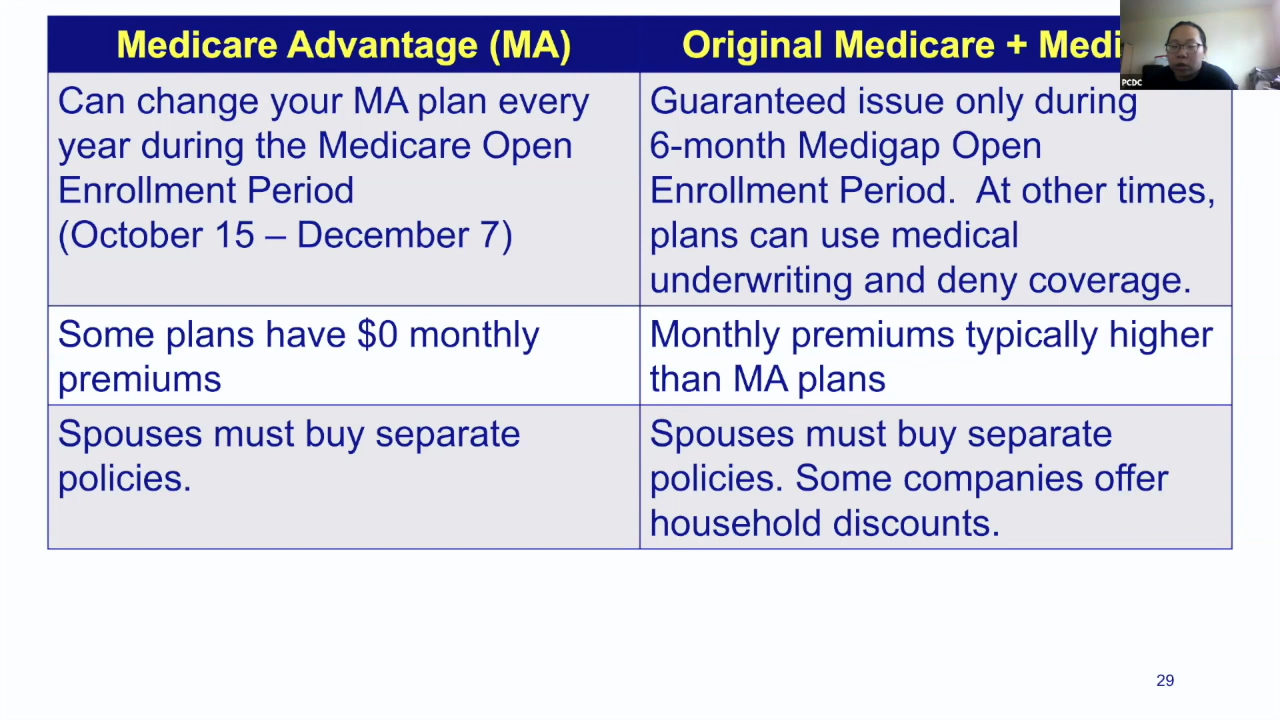 Medicare Advantage (MA)
Original Medicare + Medi
Can change your MA plan every
year during the Medicare Open
Enrollment Period
(October 15 – December 7)
Guaranteed issue only during
6-month Medigap Open
Enrollment Period.  At other times,
plans can use medical
underwriting and deny coverage.
Some plans have $0 monthly
premiums
Monthly premiums typically higher
than MA plans
Spouses must buy separate
policies.
Spouses must buy separate
policies. Some companies offer
household discounts.
PCDC
29